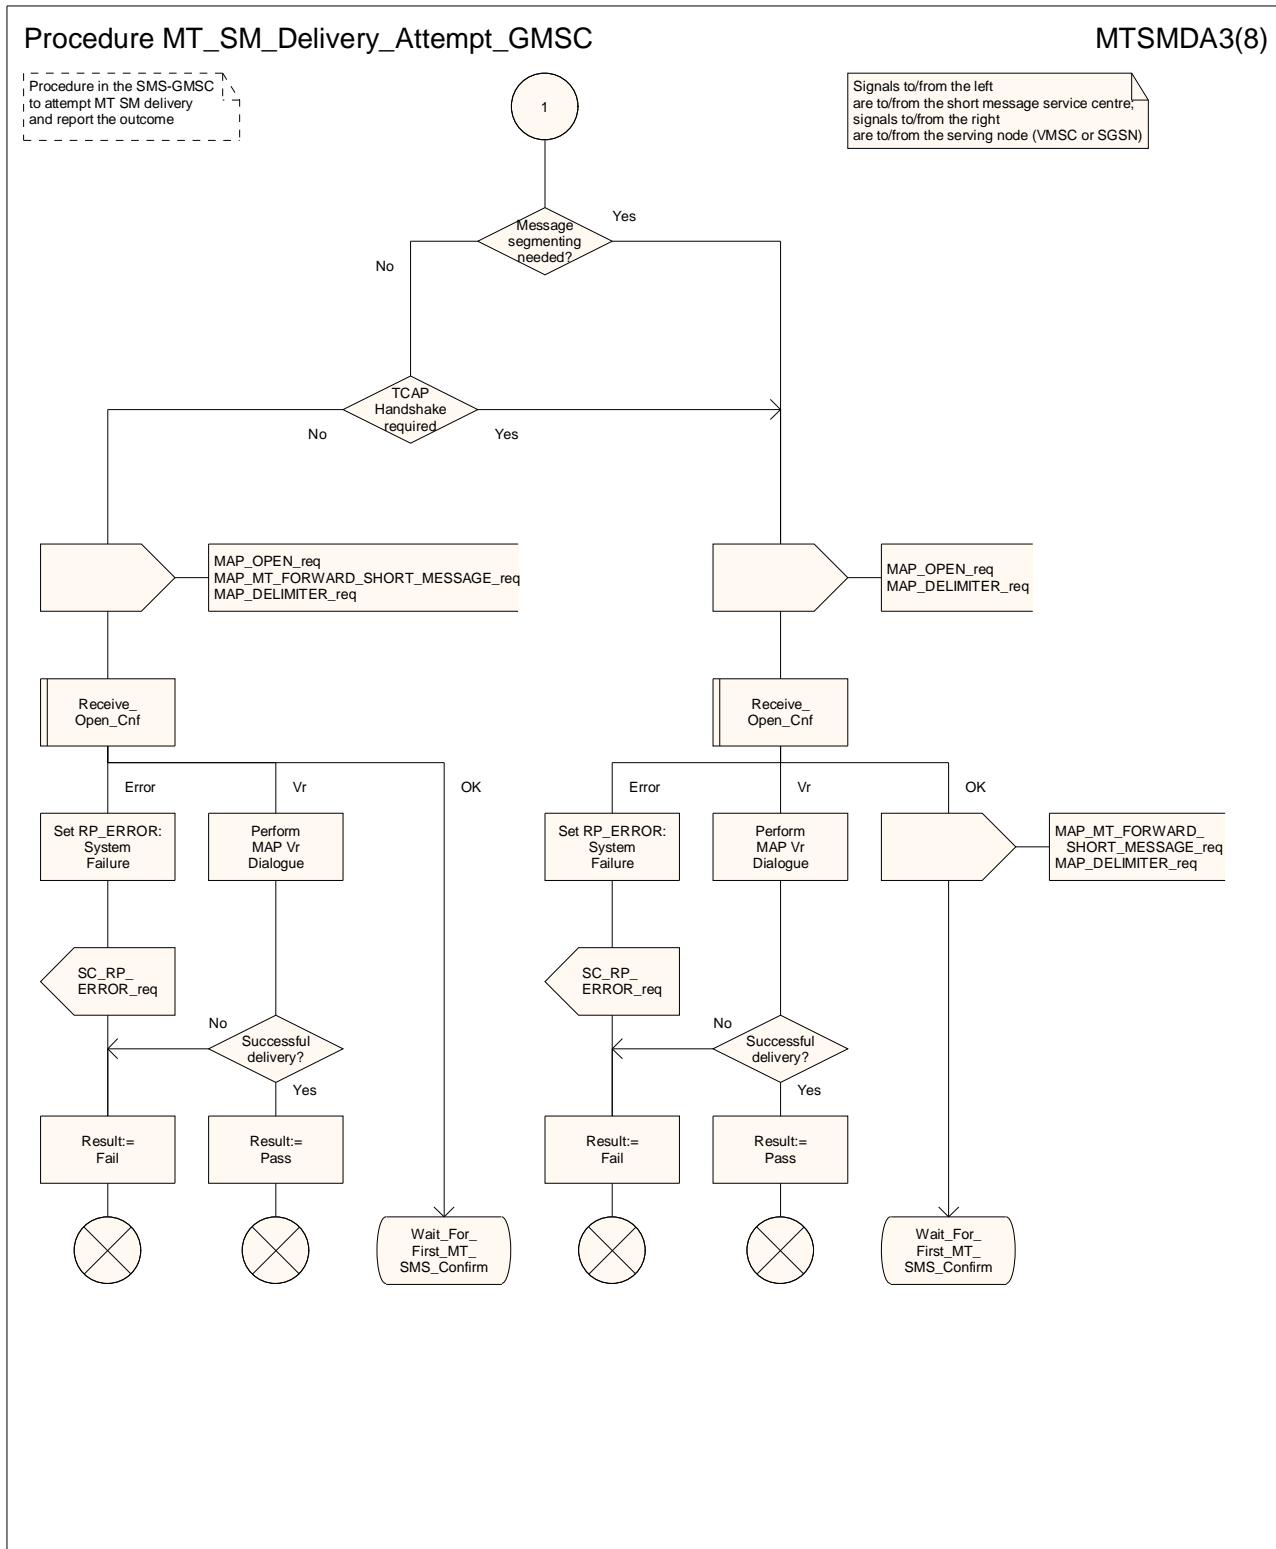 Procedure MT_SM_Delivery_Attempt_GMSC
MTSMDA3(8)
Procedure in the SMS-GMSC
to attempt MT SM delivery
and report the outcome
1
Signals to/from the left
are to/from the short message service centre;
signals to/from the right
are to/from the serving node (VMSC or SGSN)
Message
segmenting
needed?
Yes
No
TCAP
Handshake
required
No
Yes
MAP_OPEN_req
MAP_MT_FORWARD_SHORT_MESSAGE_req
MAP_DELIMITER_req
MAP_OPEN_req
MAP_DELIMITER_req
Receive_
Open_Cnf
Receive_
Open_Cnf
Error
Vr
OK
Error
Vr
OK
Set RP_ERROR:
System
Failure
Perform
MAP Vr
Dialogue
Set RP_ERROR:
System
Failure
Perform
MAP Vr
Dialogue
MAP_MT_FORWARD_
SHORT_MESSAGE_req
MAP_DELIMITER_req
SC_RP_
ERROR_req
SC_RP_
ERROR_req
No
Successful
delivery?
Yes
No
Successful
delivery?
Yes
Result:=
Fail
Result:=
Pass
Result:=
Fail
Result:=
Pass
Wait_For_
First_MT_
SMS_Confirm
Wait_For_
First_MT_
SMS_Confirm